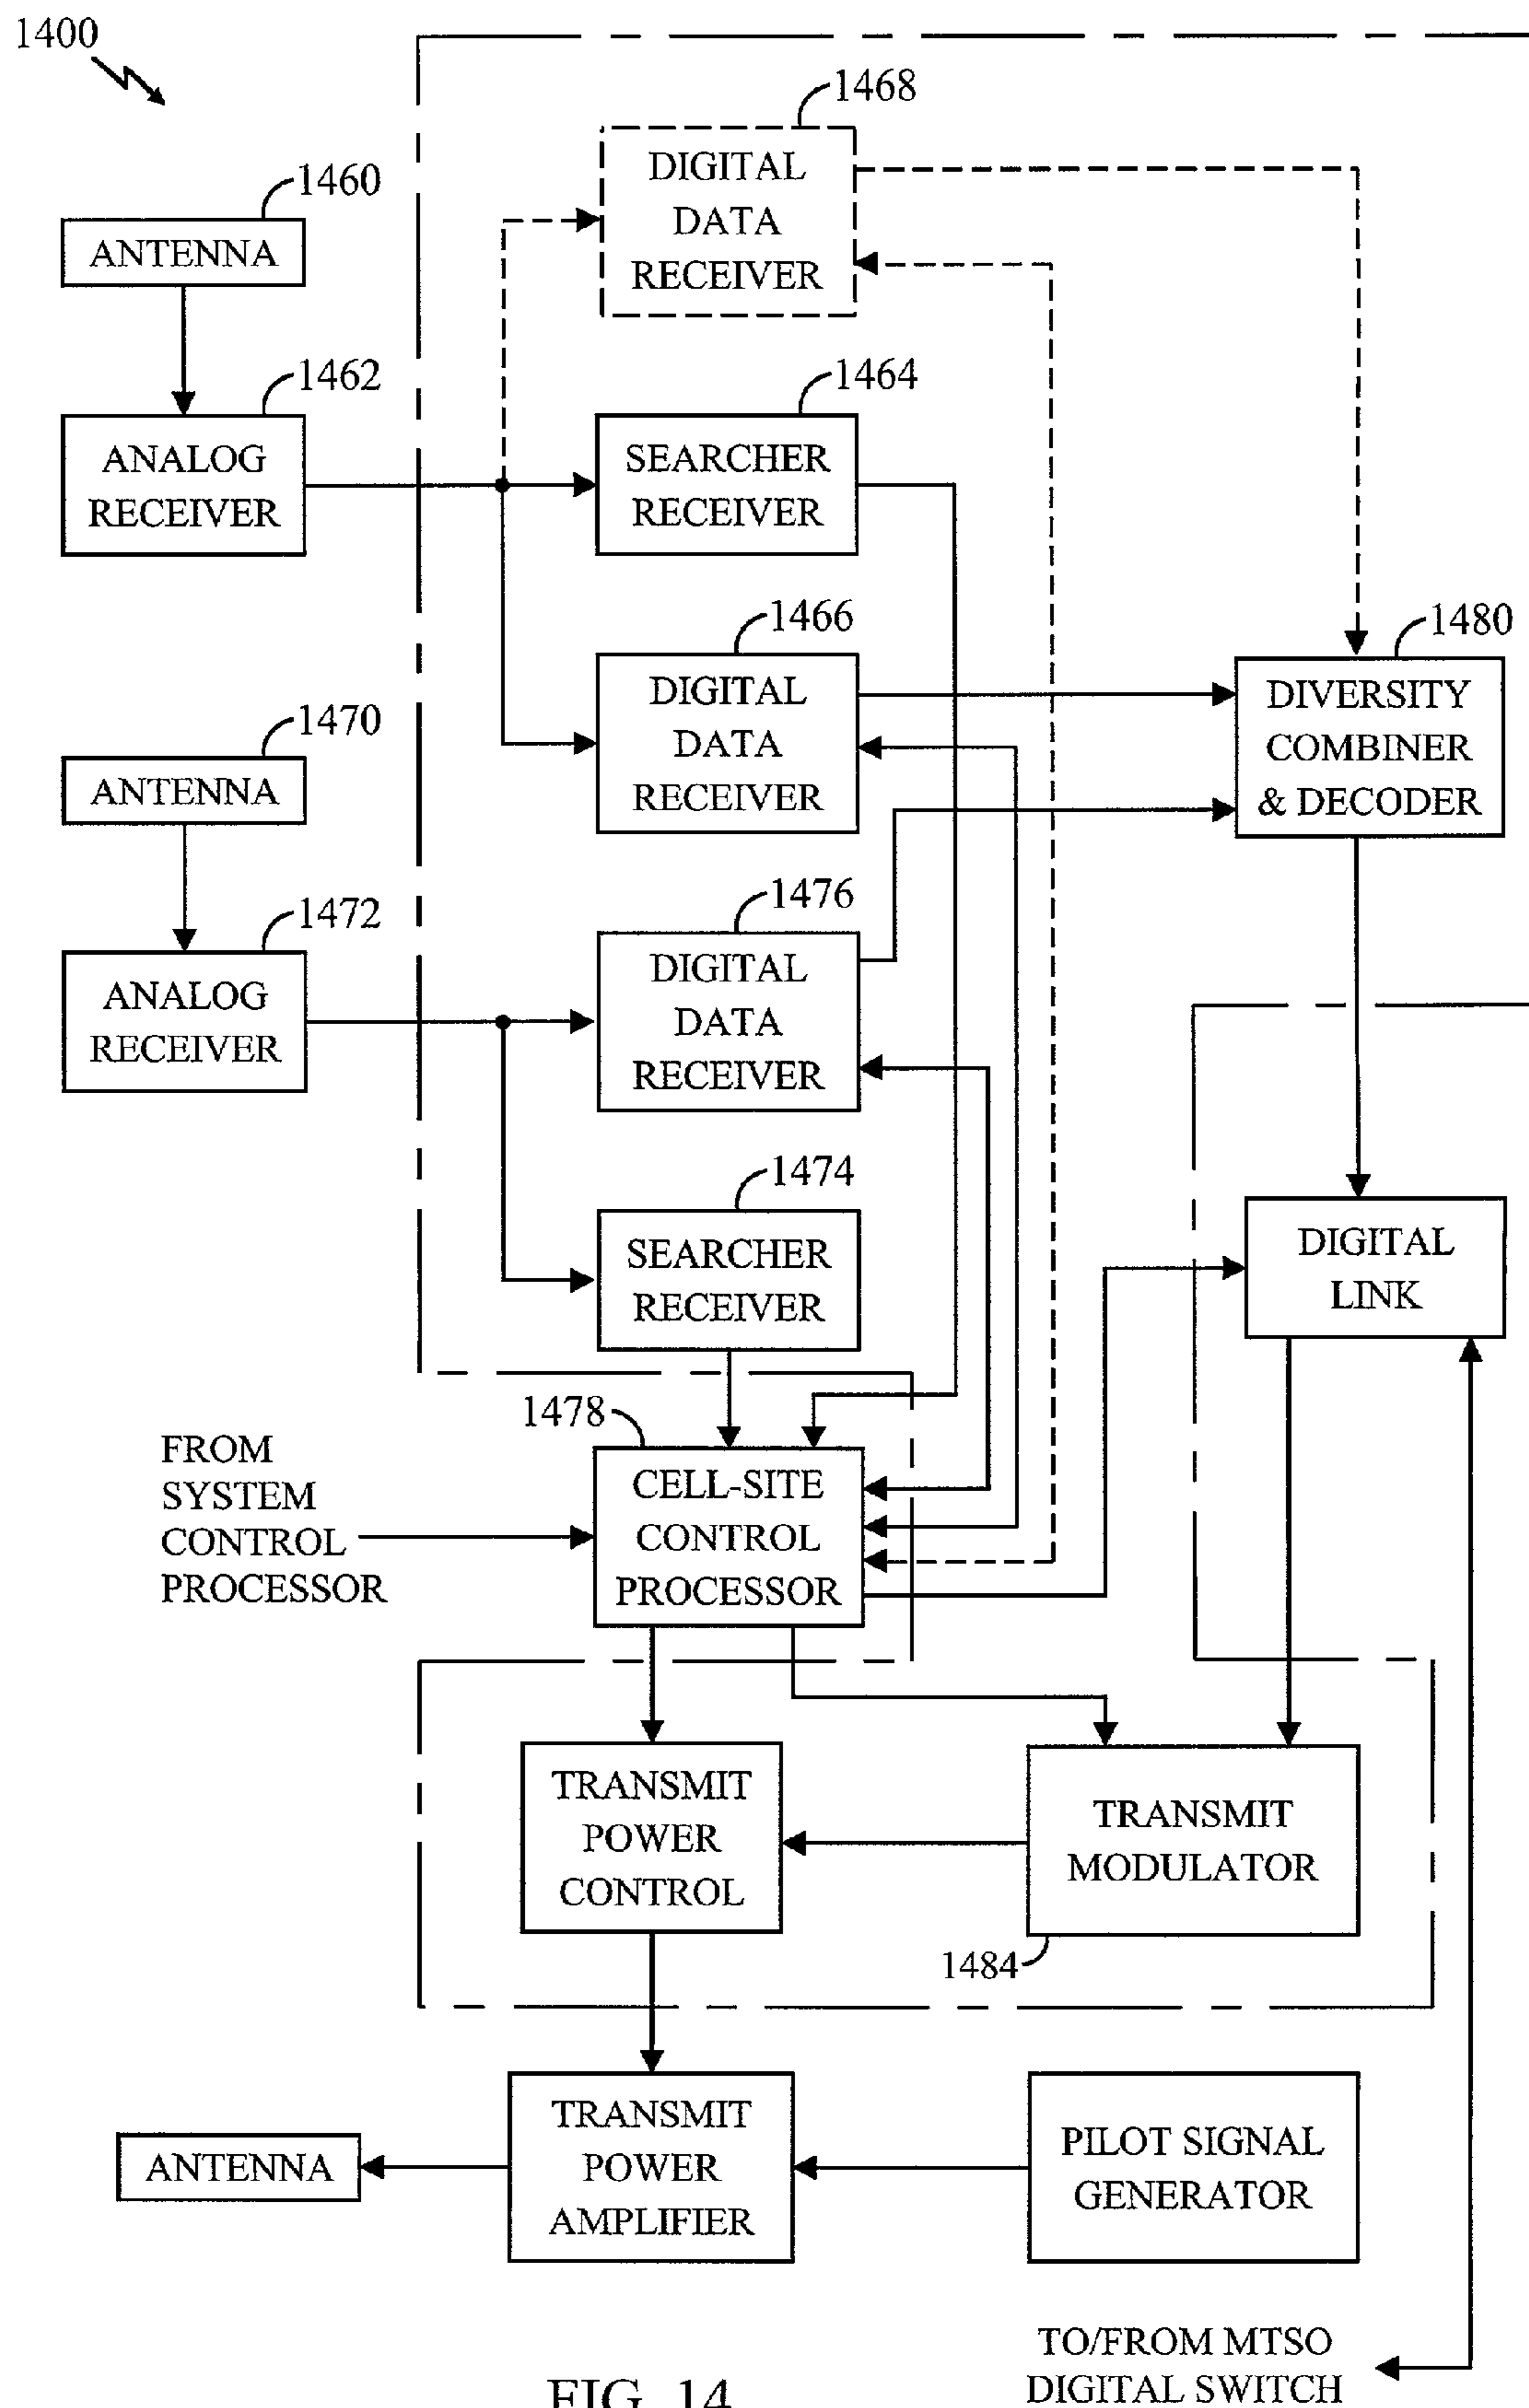 1400
1468
DIGITAL
DATA
RECEIVER
1460
ANTENNA
1462
ANALOG
RECEIVER
1464
SEARCHER
RECEIVER
1466
DIGITAL
DATA
RECEIVER
1480
DIVERSITY
COMBINER
& DECODER
1470
ANTENNA
1472
ANALOG
RECEIVER
1476
DIGITAL
DATA
RECEIVER
1474
SEARCHER
RECEIVER
DIGITAL
LINK
1478
CELL-SITE
CONTROL
PROCESSOR
FROM
SYSTEM
CONTROL
PROCESSOR
TRANSMIT
POWER
CONTROL
TRANSMIT
MODULATOR
1484
ANTENNA
TRANSMIT
POWER
AMPLIFIER
PILOT SIGNAL
GENERATOR
TO/FROM MTSO
DIGITAL SWITCH
FIG. 14